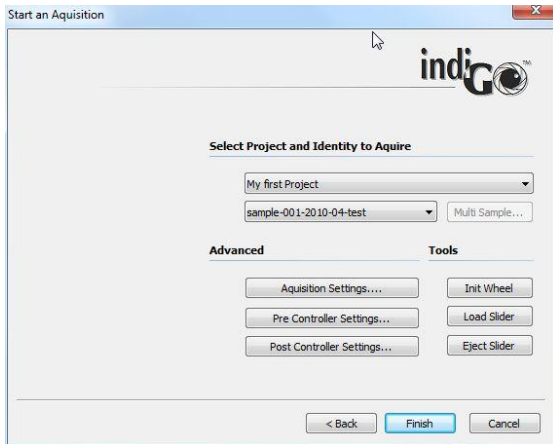 Start an Aquisition
indiGo™
Select Project and Identity to Aquire
My first Project
sample-001-2010-04-test
Multi Sample...
Advanced
Tools
Aquisition Settings....
Init Wheel
Pre Controller Settings...
Load Slider
Post Controller Settings...
Eject Slider
< Back
Finish
Cancel